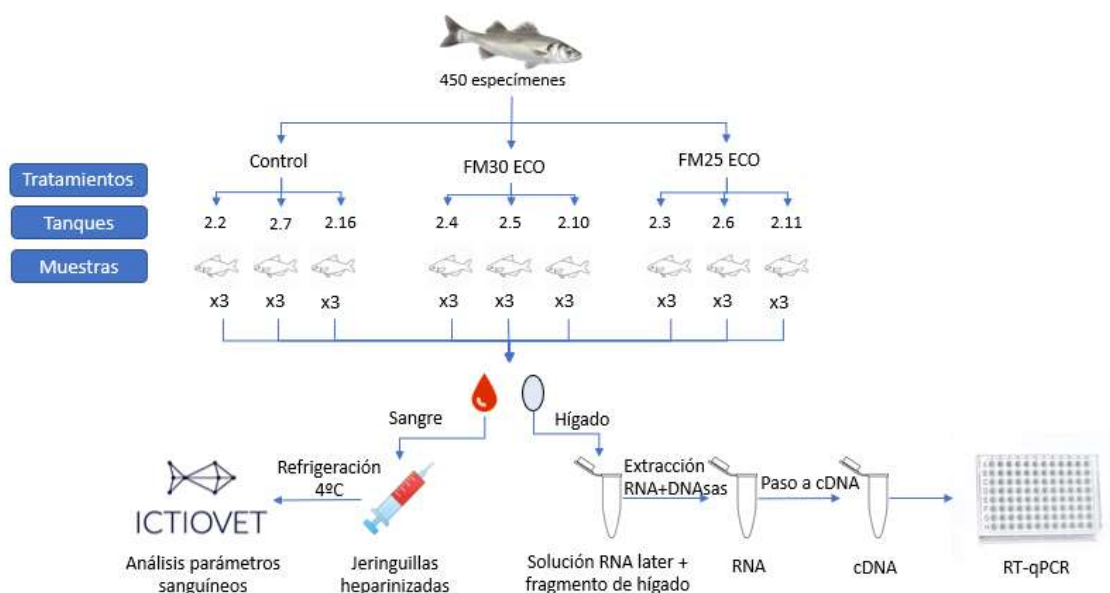 450 especímenes
Control
FM30 ECO
FM25 ECO
Tratamientos
Tanques
2.2 2.7 2.16 2.4 2.5 2.10 2.3 2.6 2.11
Muestras
x3 x3 x3 x3 x3 x3 x3 x3 x3
Sangre
Hígado
Refrigeración
4ºC
Extracción
RNA+DNAsas
Paso a cDNA
ICTIOVET
Análisis parámetros
sanguíneos
Jeringuillas
heparinizadas
Solución RNA later +
fragmento de hígado
RNA
cDNA
RT-qPCR